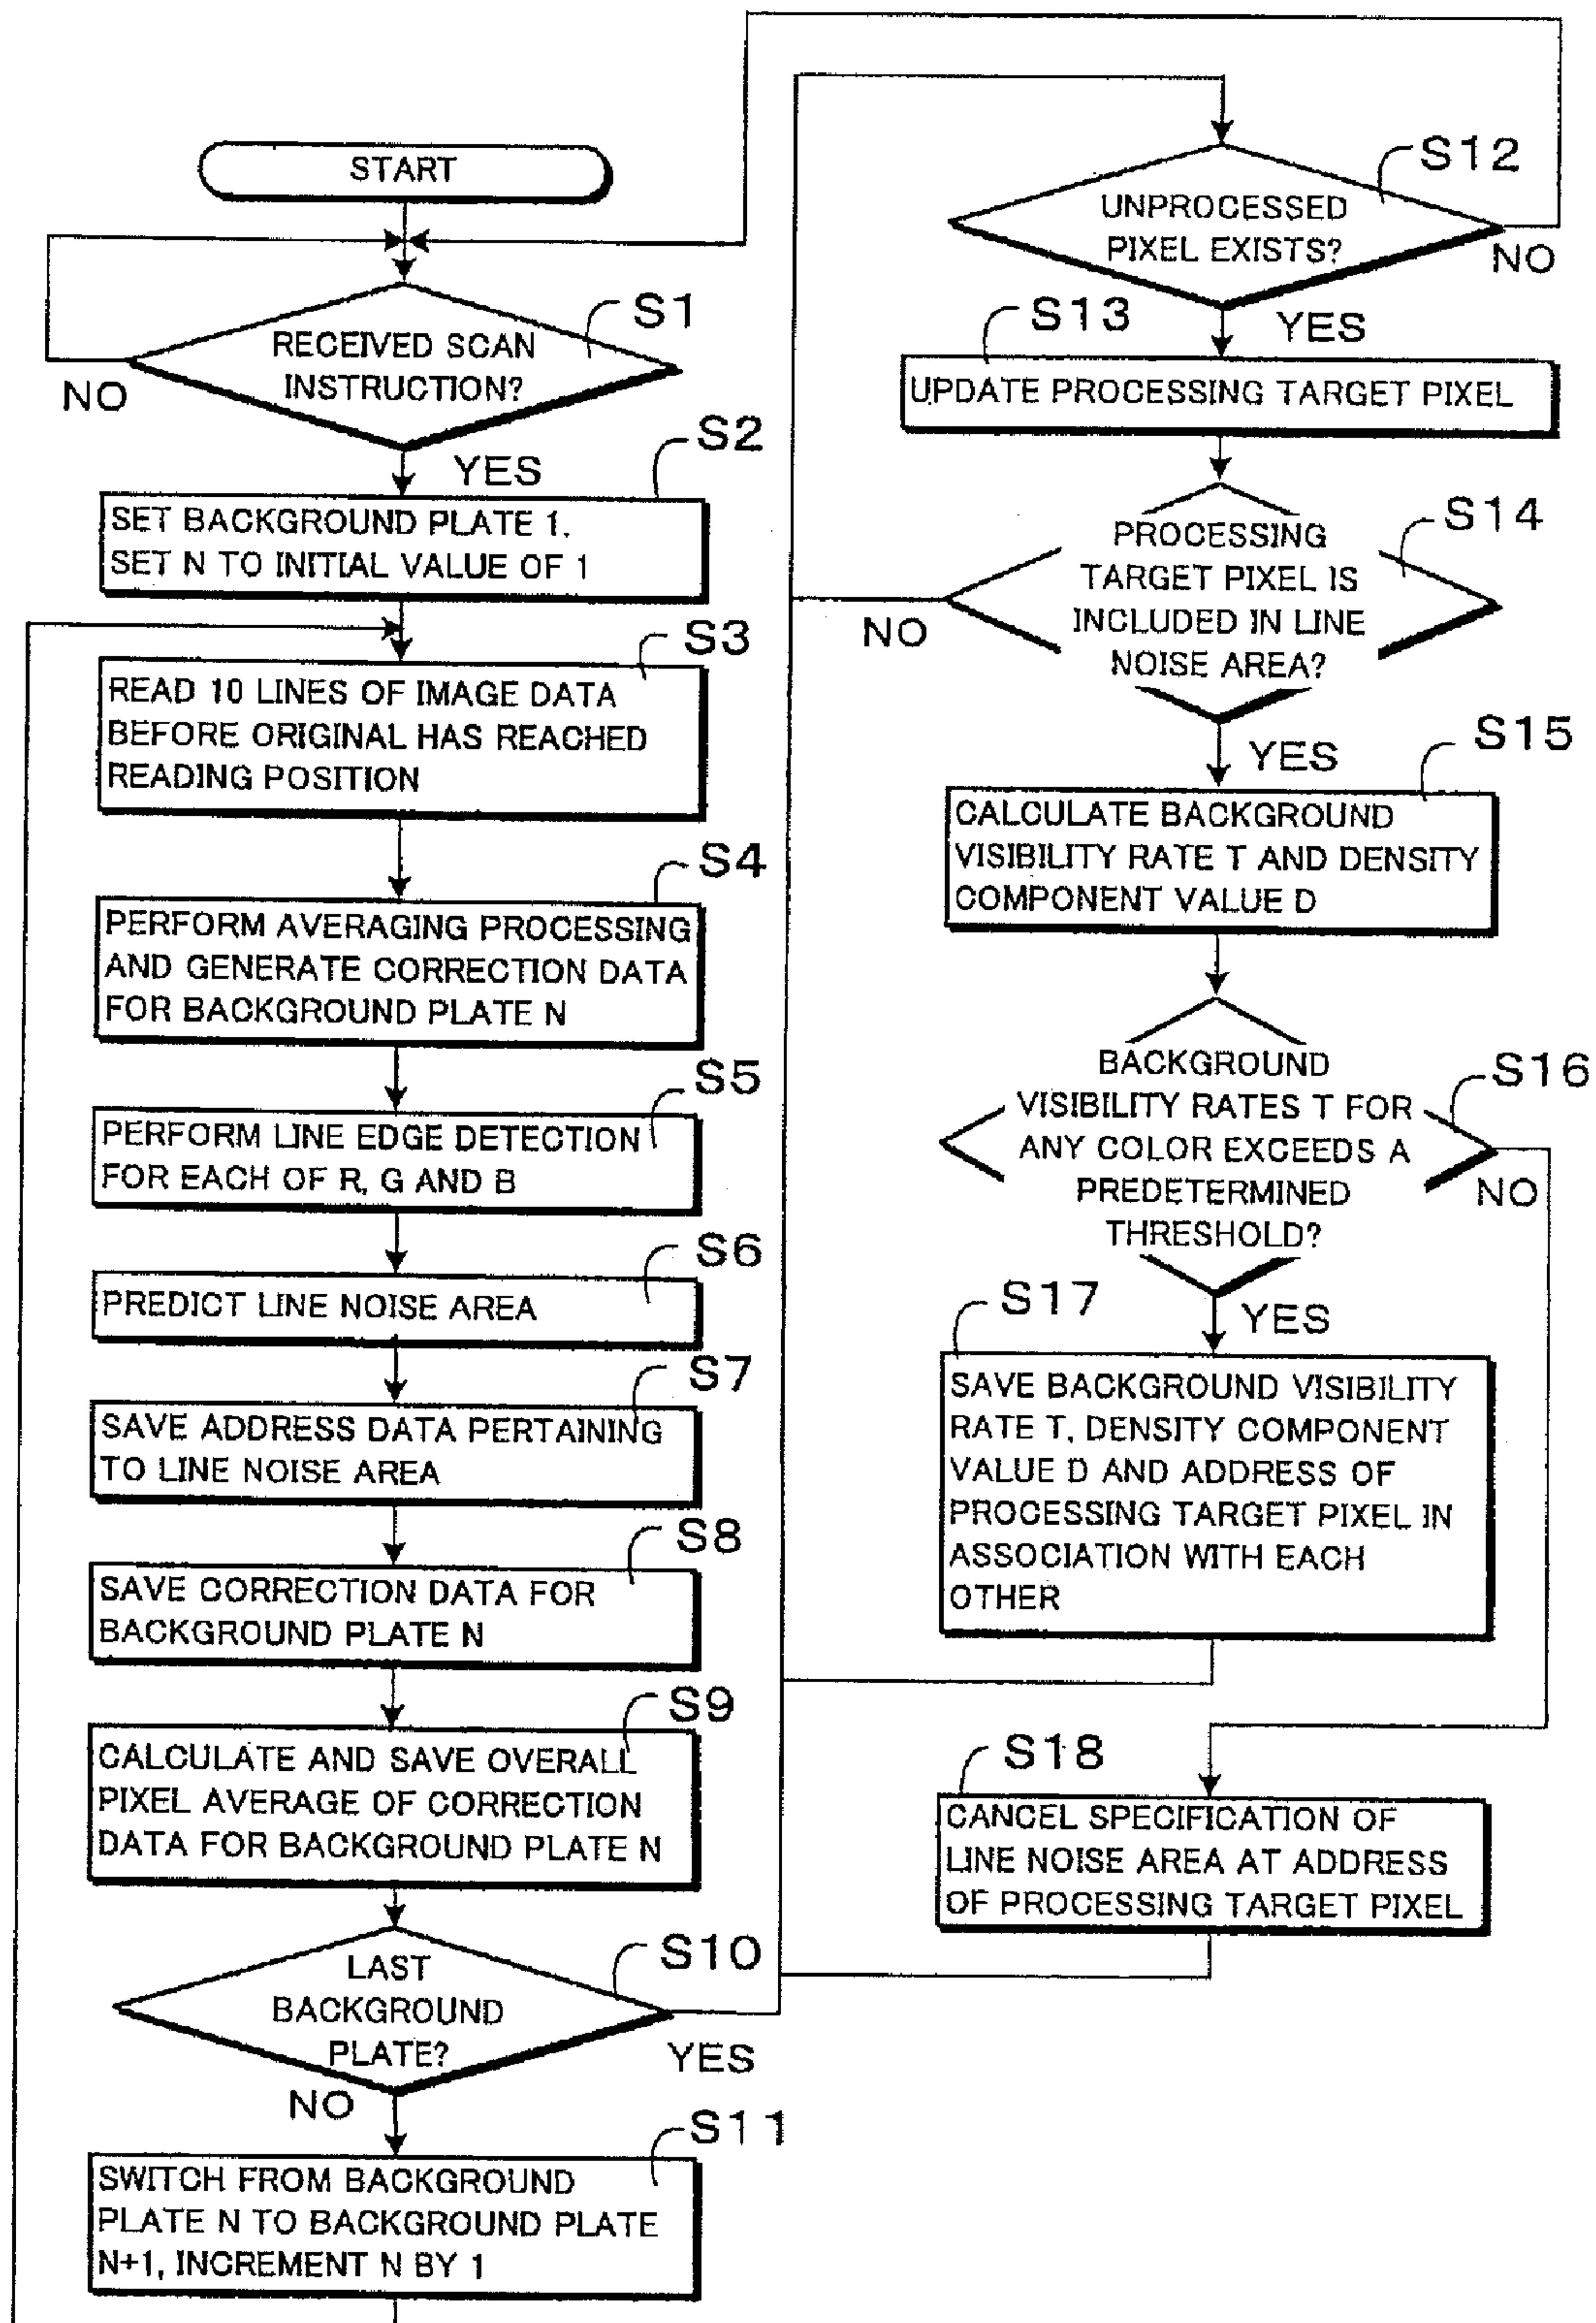 START
S1
RECEIVED SCAN
INSTRUCTION?
NO
YES
S2
SET BACKGROUND PLATE 1.
SET N TO INITIAL VALUE OF 1
S3
READ 10 LINES OF IMAGE DATA
BEFORE ORIGINAL HAS REACHED
READING POSITION
S4
PERFORM AVERAGING PROCESSING
AND GENERATE CORRECTION DATA
FOR BACKGROUND PLATE N
S5
PERFORM LINE EDGE DETECTION
FOR EACH OF R, G AND B
S6
PREDICT LINE NOISE AREA
S7
SAVE ADDRESS DATA PERTAINING
TO LINE NOISE AREA
S8
SAVE CORRECTION DATA FOR
BACKGROUND PLATE N
S9
CALCULATE AND SAVE OVERALL
PIXEL AVERAGE OF CORRECTION
DATA FOR BACKGROUND PLATE N
S10
LAST
BACKGROUND
PLATE?
YES
NO
S11
SWITCH FROM BACKGROUND
PLATE N TO BACKGROUND PLATE
N+1, INCREMENT N BY 1
S12
UNPROCESSED
PIXEL EXISTS?
NO
YES
S13
UPDATE PROCESSING TARGET PIXEL
S14
PROCESSING
TARGET PIXEL IS
INCLUDED IN LINE
NOISE AREA?
NO
YES
S15
CALCULATE BACKGROUND
VISIBILITY RATE T AND DENSITY
COMPONENT VALUE D
S16
BACKGROUND
VISIBILITY RATES T FOR
ANY COLOR EXCEEDS A
PREDETERMINED
THRESHOLD?
NO
YES
S17
SAVE BACKGROUND VISIBILITY
RATE T, DENSITY COMPONENT
VALUE D AND ADDRESS OF
PROCESSING TARGET PIXEL IN
ASSOCIATION WITH EACH
OTHER
S18
CANCEL SPECIFICATION OF
LINE NOISE AREA AT ADDRESS
OF PROCESSING TARGET PIXEL